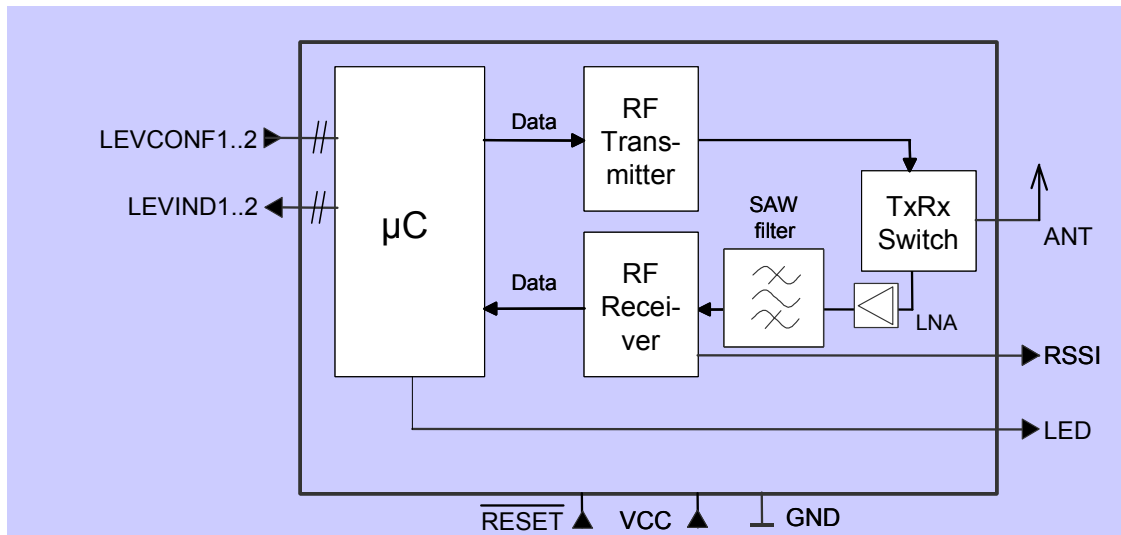 LEVCONF1..2
LEVIND1..2
µC
Data
RF
Trans-
mitter
TxRx
Switch
ANT
SAW
filter
Data
RF
Recei-
ver
LNA
RSSI
LED
RESET
VCC
GND